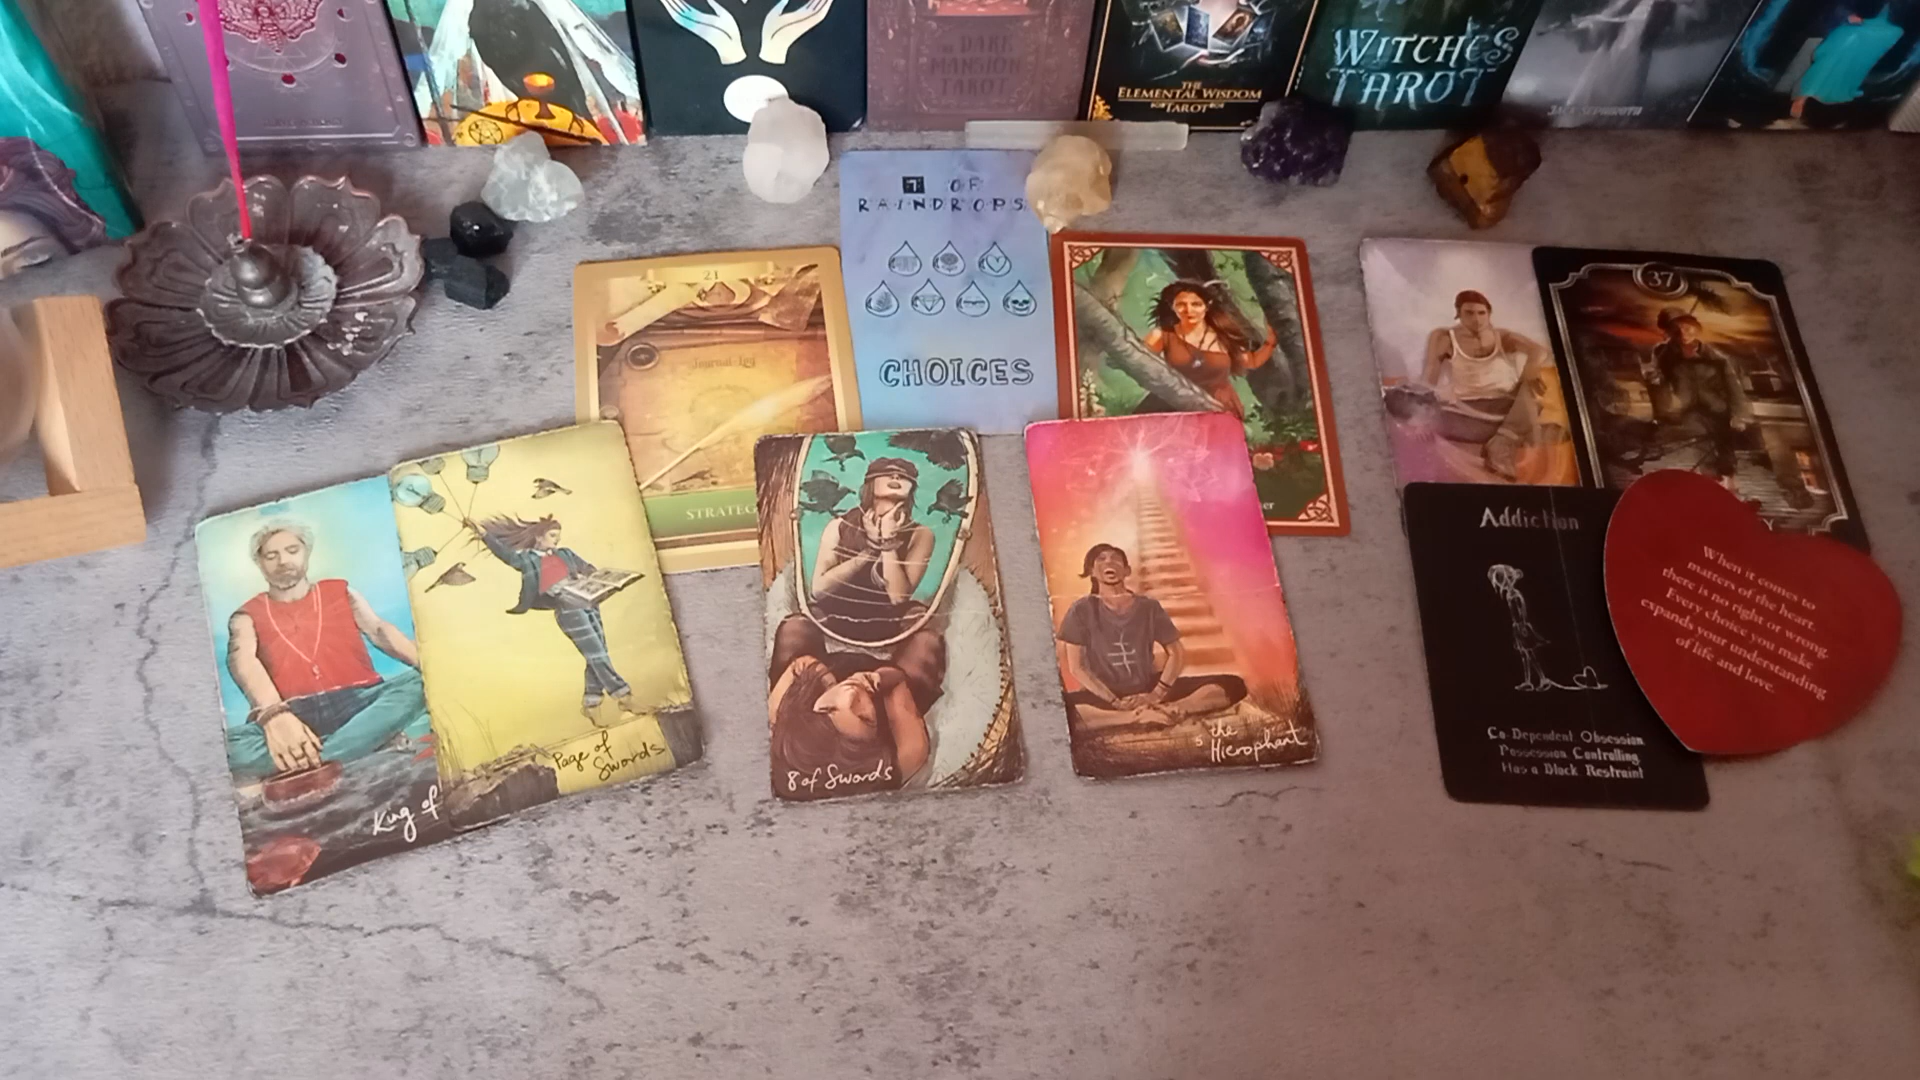 THE DARK
MANSION
TAROT
THE
ELEMENTAL WISDOM
TAROT
WITCHES
TAROT
7 OF
RAINDROPS
CHOICES
21
STRATEG
37
King of
Page of
Swords
8 of Swords
5 the
Hierophant
Addiction
Co-Dependent Obsession
Possession Controlling
Has a Black Restraint
When it comes to
matters of the heart,
there is no right or wrong.
Every choice you make
expands your understanding
of life and love.